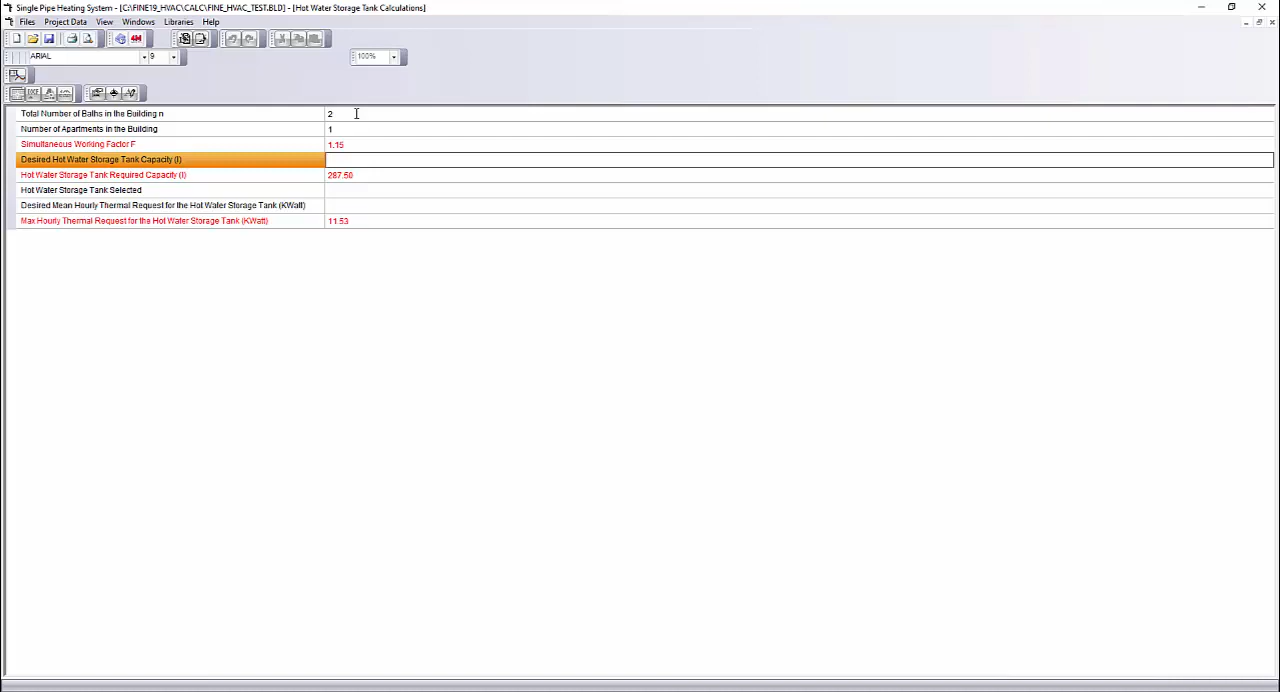 Single Pipe Heating System - [C:\FINE19_HVAC\CALC\FINE_HVAC_TEST.BLD] - [Hot Water Storage Tank Calculations]
Files Project Data View Windows Libraries Help
ARIAL 9 100%
Total Number of Baths in the Building n 2
Number of Apartments in the Building 1
Simultaneous Working Factor F 1.15
Desired Hot Water Storage Tank Capacity (l)
Hot Water Storage Tank Required Capacity (l) 287.50
Hot Water Storage Tank Selected
Desired Mean Hourly Thermal Request for the Hot Water Storage Tank (KWatt)
Max Hourly Thermal Request for the Hot Water Storage Tank (KWatt) 11.53